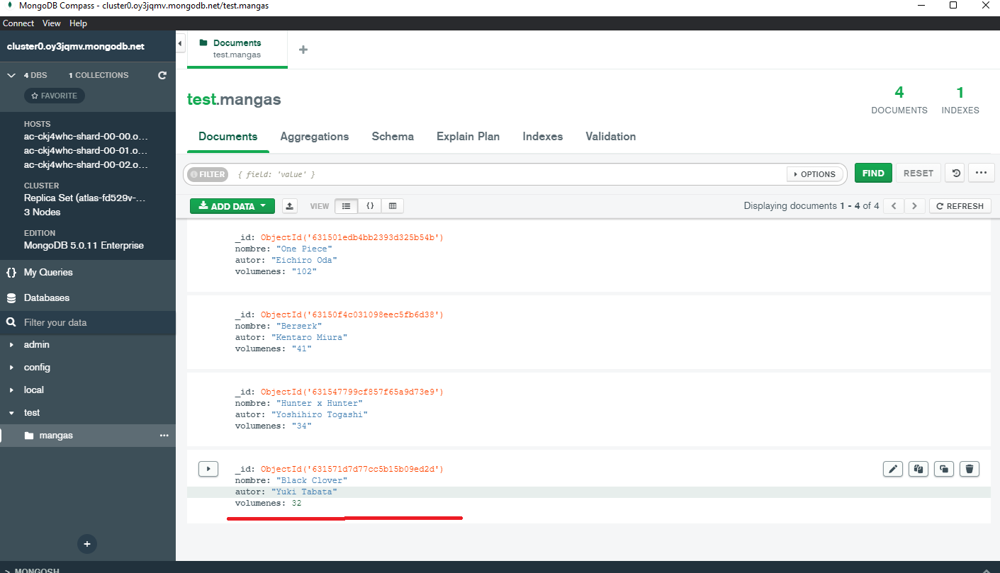 MongoDB Compass - cluster0.oy3jqmv.mongodb.net/test.mangas
Connect View Help
cluster0.oy3jqmv.mongodb.net
4 DBS 1 COLLECTIONS
FAVORITE
HOSTS
ac-ckj4whc-shard-00-00.o...
ac-ckj4whc-shard-00-01.o...
ac-ckj4whc-shard-00-02.o...
CLUSTER
Replica Set (atlas-fd529v-...
3 Nodes
EDITION
MongoDB 5.0.11 Enterprise
My Queries
Databases
Filter your data
admin
config
local
test
mangas
Documents
test.mangas
test.mangas
4 DOCUMENTS
1 INDEXES
Documents Aggregations Schema Explain Plan Indexes Validation
FILTER { field: 'value' } OPTIONS FIND RESET
ADD DATA VIEW Displaying documents 1 - 4 of 4 REFRESH
_id: ObjectId('631501edb4bb2393d325b54b')
nombre: "One Piece"
autor: "Eichiro Oda"
volumenes: "102"
_id: ObjectId('63150f4c031098eec5fb6d38')
nombre: "Berserk"
autor: "Kentaro Miura"
volumenes: "41"
_id: ObjectId('631547799cf857f65a9d73e9')
nombre: "Hunter x Hunter"
autor: "Yoshihiro Togashi"
volumenes: "34"
_id: ObjectId('631571d7d77cc5b15b09ed2d')
nombre: "Black Clover"
autor: "Yuki Tabata"
volumenes: 32
>_MONGOSH